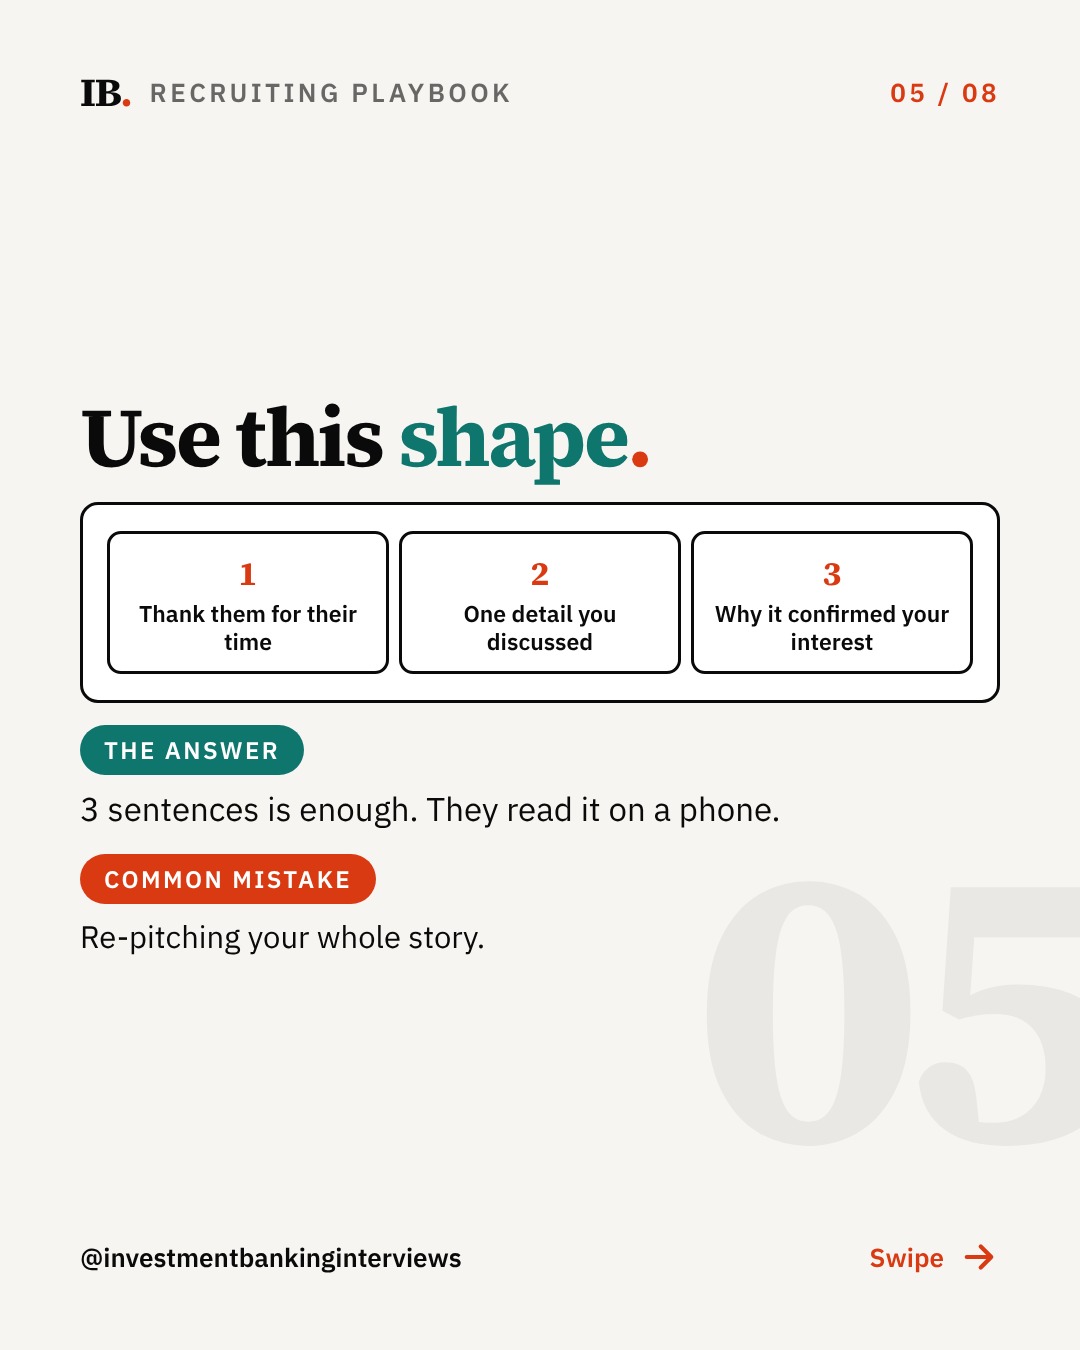 IB. RECRUITING PLAYBOOK
05 / 08
Use this shape.
1
Thank them for their
time
2
One detail you
discussed
3
Why it confirmed your
interest
THE ANSWER
3 sentences is enough. They read it on a phone.
COMMON MISTAKE
Re-pitching your whole story.
05
@investmentbankinginterviews
Swipe →